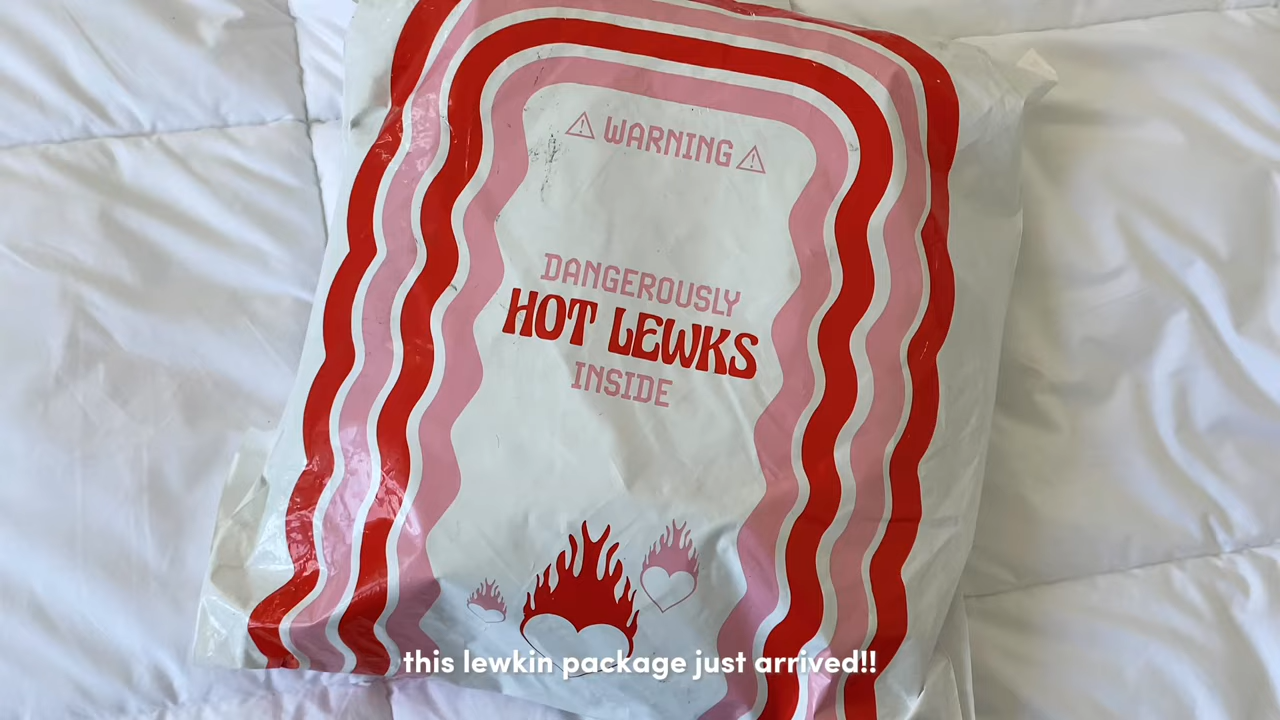 ⚠ WARNING ⚠
DANGEROUSLY
HOT LEWKS
INSIDE
this lewkin package just arrived!!